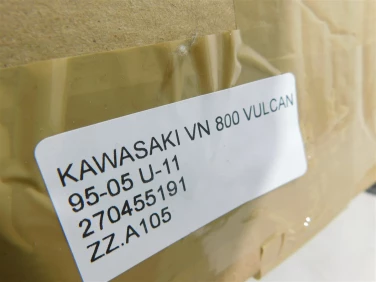 KAWASAKI VN 800 VULCAN
95-05 U-11
270455191
ZZ.A105